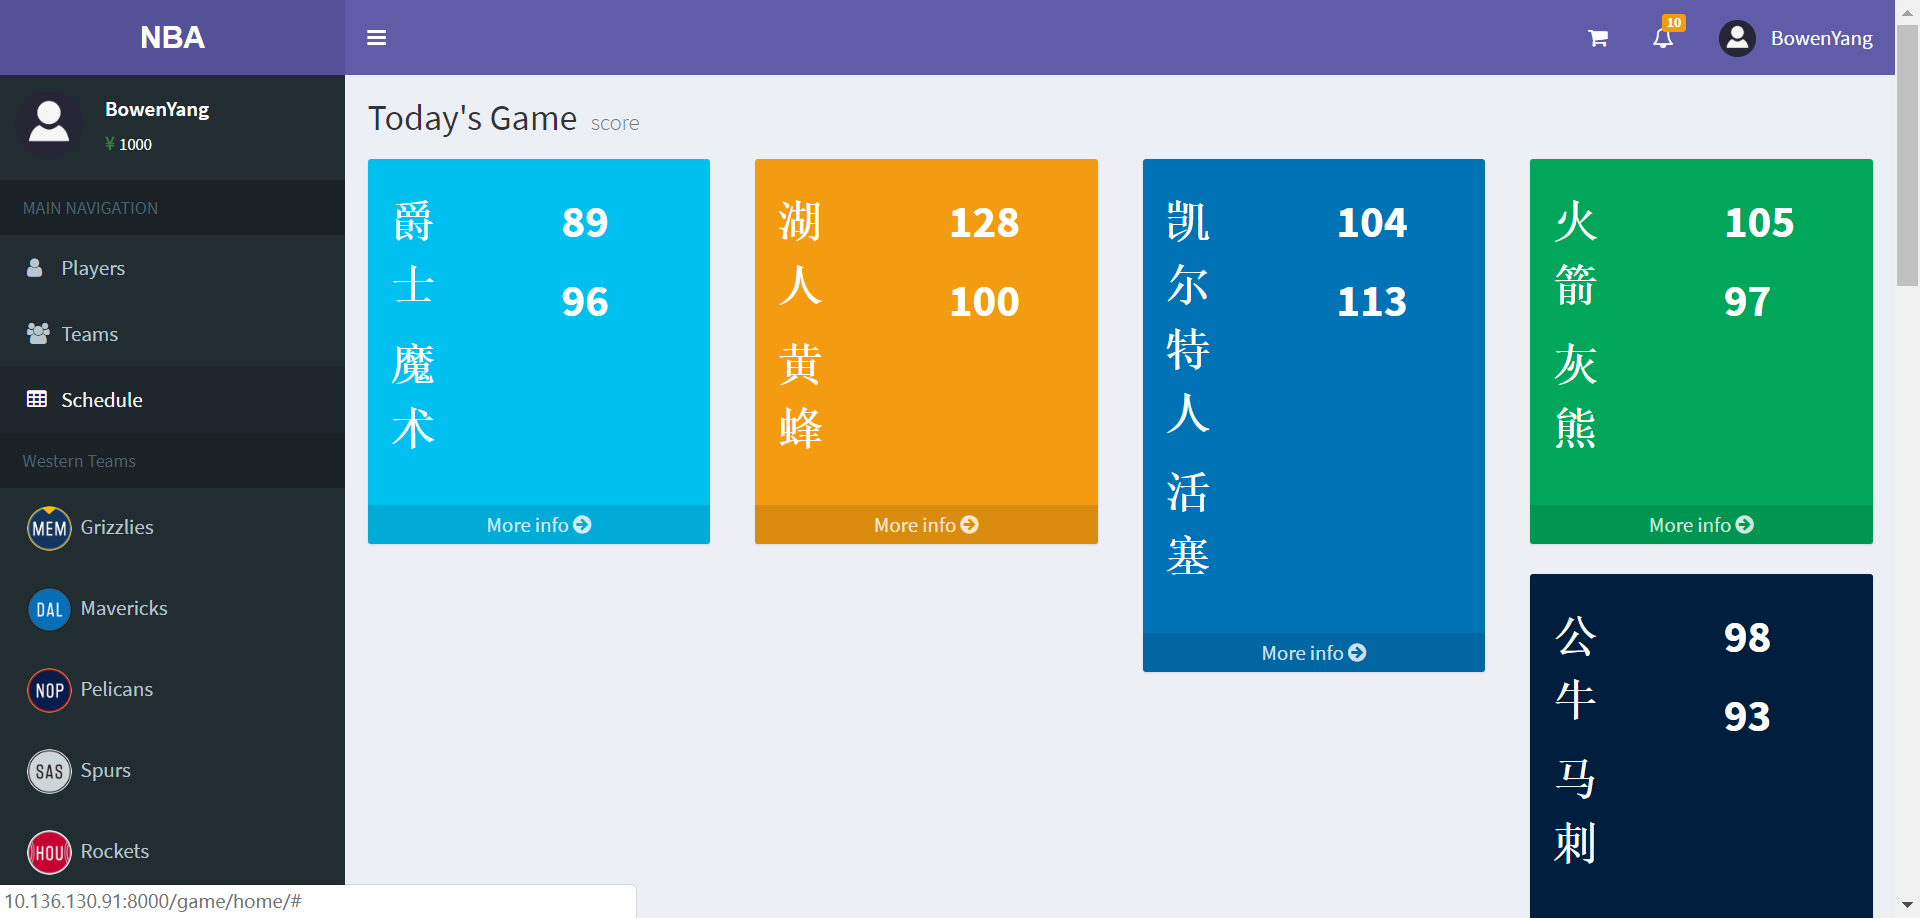 NBA
10
BowenYang
BowenYang
¥ 1000
MAIN NAVIGATION
Players
Teams
Schedule
Western Teams
MEM Grizzlies
DAL Mavericks
NOP Pelicans
SAS Spurs
HOU Rockets
Today's Game score
爵
士
魔
术
89
96
More info
湖
人
黄
蜂
128
100
More info
凯
尔
特
人
活
塞
104
113
More info
火
箭
灰
熊
105
97
More info
公
牛
马
刺
98
93
10.136.130.91:8000/game/home/#